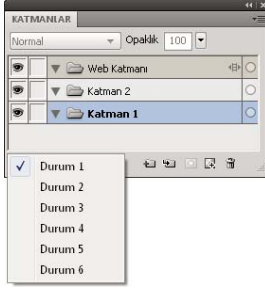 KATMANLAR
Normal Opaklık 100
Web Katmanı
Katman 2
Katman 1
Durum 1
Durum 2
Durum 3
Durum 4
Durum 5
Durum 6